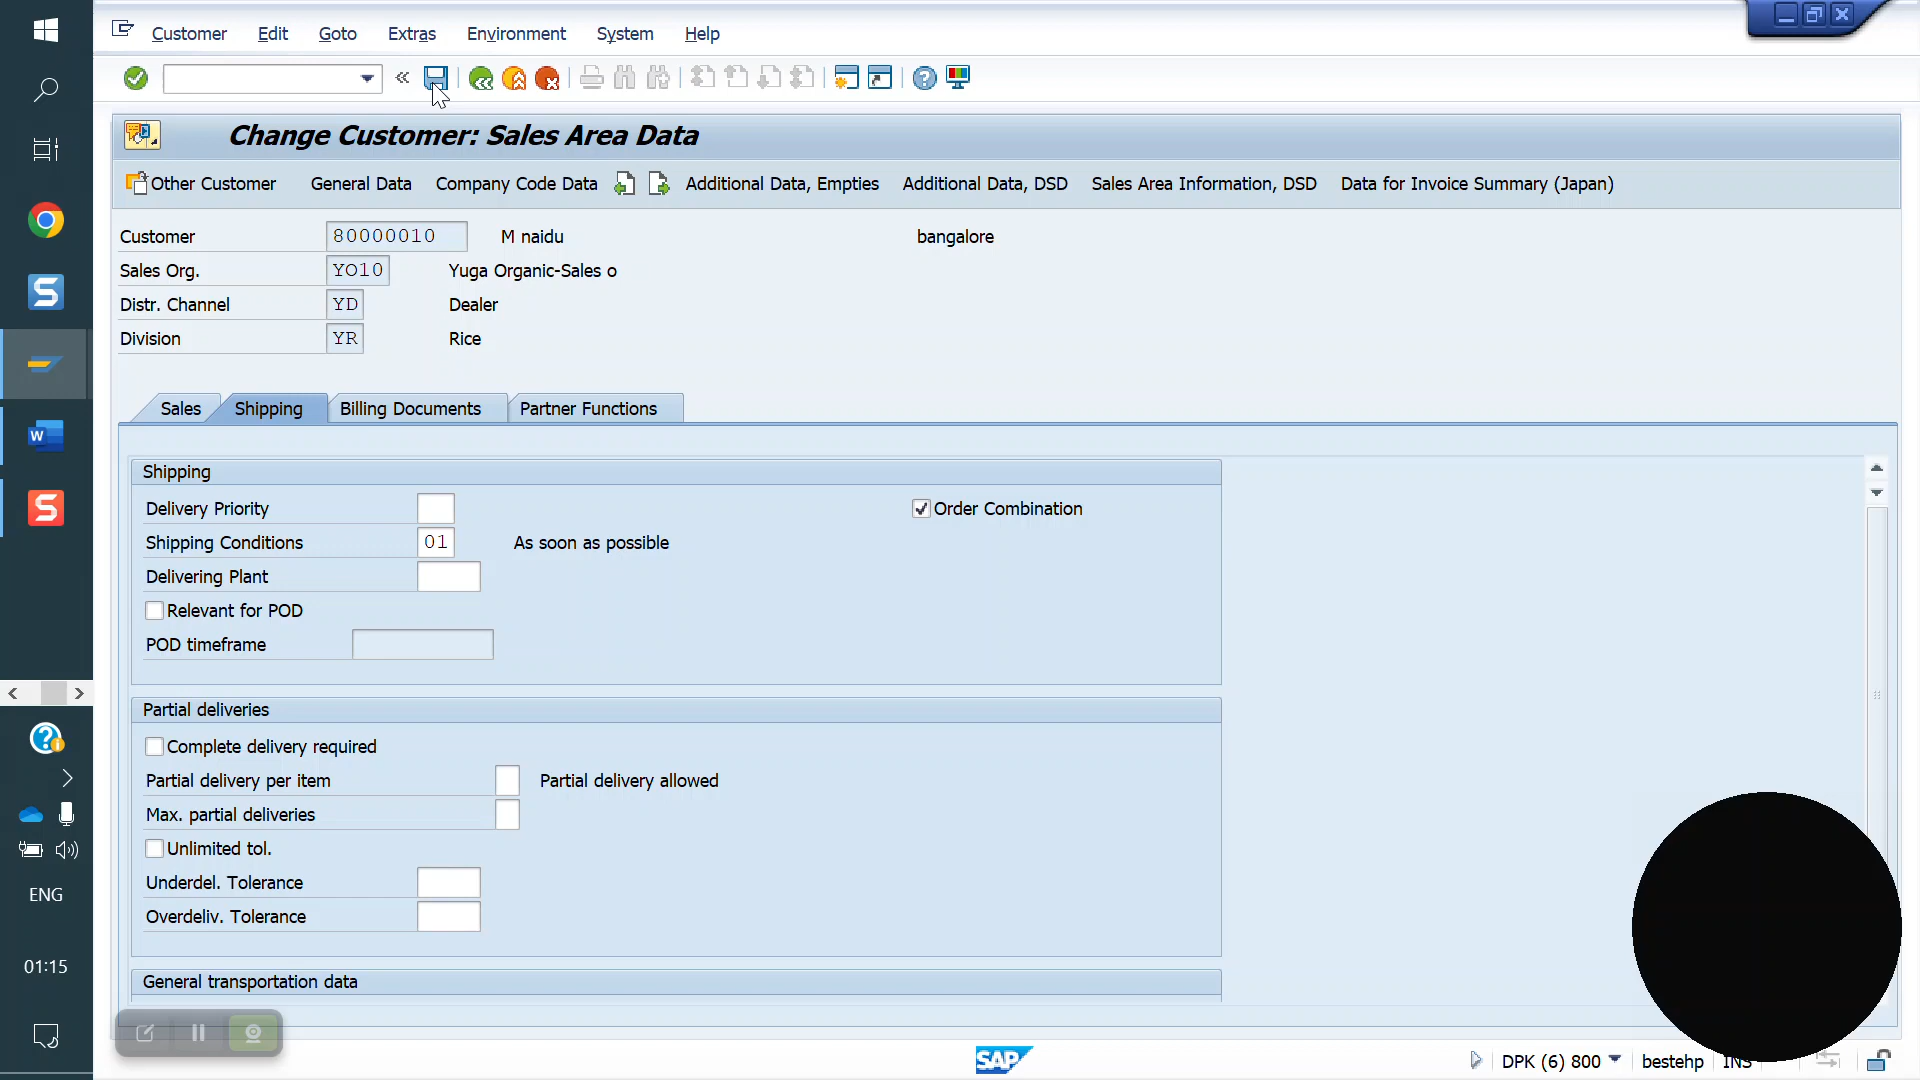 Customer Edit Goto Extras Environment System Help
Change Customer: Sales Area Data
Other Customer General Data Company Code Data Additional Data, Empties Additional Data, DSD Sales Area Information, DSD Data for Invoice Summary (Japan)
Customer 80000010 M naidu bangalore
Sales Org. YO10 Yuga Organic-Sales o
Distr. Channel YD Dealer
Division YR Rice
Sales Shipping Billing Documents Partner Functions
Shipping
Delivery Priority Order Combination
Shipping Conditions 01 As soon as possible
Delivering Plant
Relevant for POD
POD timeframe
Partial deliveries
Complete delivery required
Partial delivery per item Partial delivery allowed
Max. partial deliveries
Unlimited tol.
Underdel. Tolerance
Overdeliv. Tolerance
General transportation data
ENG
01:15
SAP
DPK (6) 800 bestehp INS